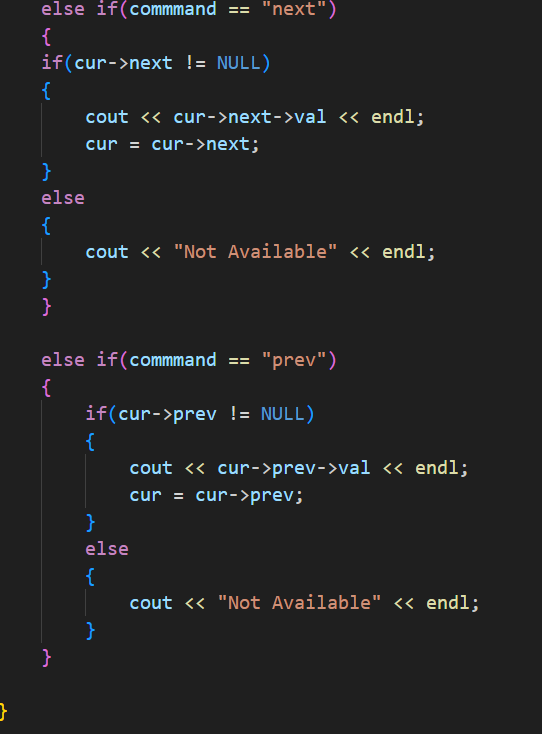 else if(commmand == "next")
{
if(cur->next != NULL)
{
cout << cur->next->val << endl;
cur = cur->next;
}
else
{
cout << "Not Available" << endl;
}
}
else if(commmand == "prev")
{
if(cur->prev != NULL)
{
cout << cur->prev->val << endl;
cur = cur->prev;
}
else
{
cout << "Not Available" << endl;
}
}
}